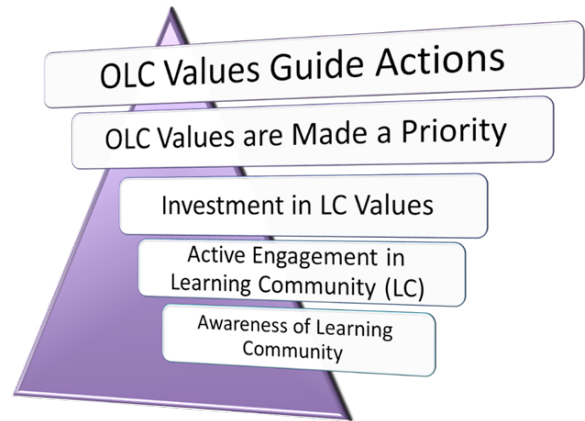 OLC Values Guide Actions
OLC Values are Made a Priority
Investment in LC Values
Active Engagement in
Learning Community (LC)
Awareness of Learning
Community